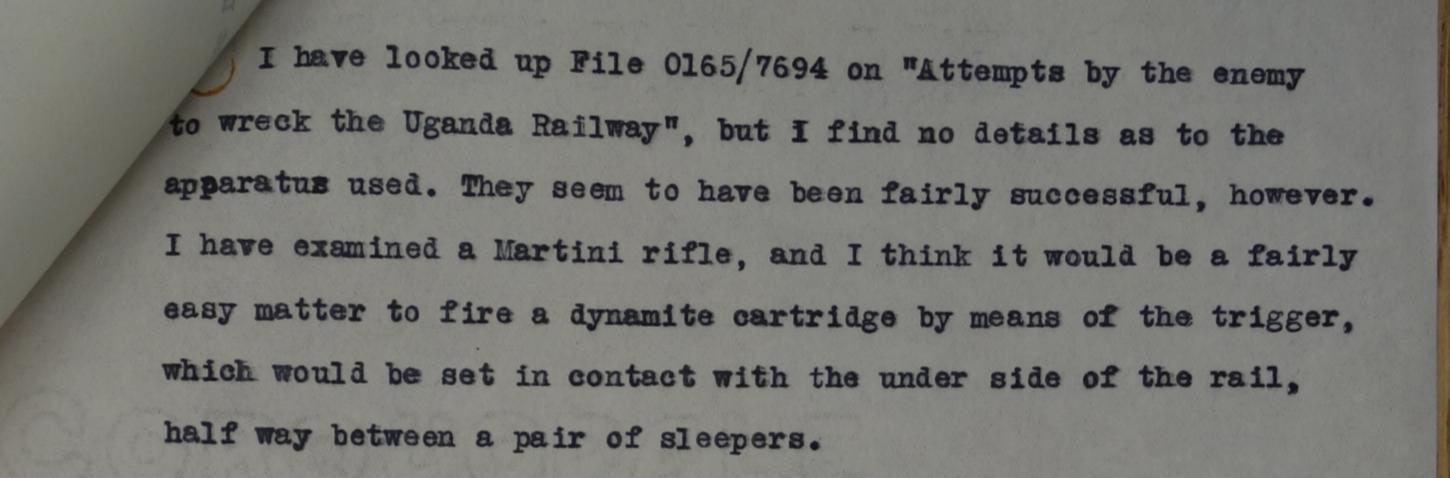 I have looked up File 0165/7694 on "Attempts by the enemy
to wreck the Uganda Railway", but I find no details as to the
apparatus used. They seem to have been fairly successful, however.
I have examined a Martini rifle, and I think it would be a fairly
easy matter to fire a dynamite cartridge by means of the trigger,
which would be set in contact with the under side of the rail,
half way between a pair of sleepers.